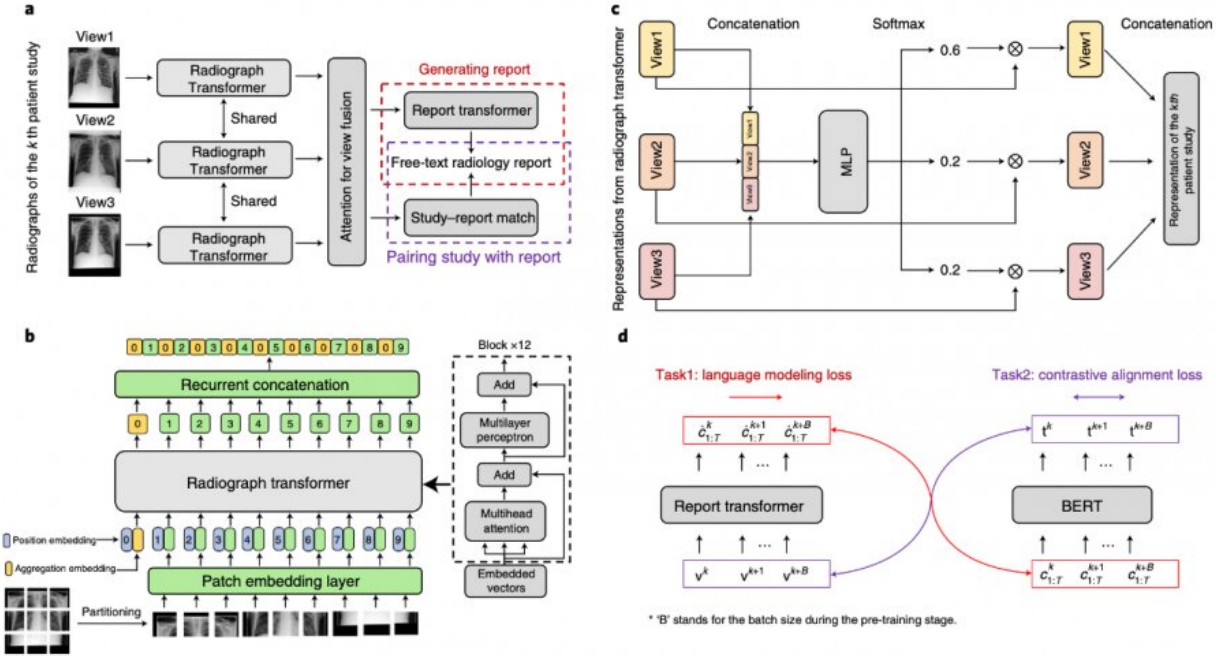 a
Radiographs of the kth patient study
View1
View2
View3
Radiograph
Transformer
Shared
Radiograph
Transformer
Shared
Radiograph
Transformer
Attention for view fusion
Generating report
Report transformer
Free-text radiology report
Study–report match
Pairing study with report
b
0 1 0 2 0 3 0 4 0 5 0 6 0 7 0 8 0 9
Recurrent concatenation
0 1 2 3 4 5 6 7 8 9
Radiograph transformer
Position embedding
0 1 2 3 4 5 6 7 8 9
Aggregation embedding
Patch embedding layer
Partitioning
Block ×12
Add
Multilayer
perceptron
Add
Multihead
attention
Embedded
vectors
c
Representations from radiograph transformer
Concatenation
Softmax
Concatenation
View1
View2
View3
View1
View2
View3
MLP
0.6
0.2
0.2
View1
View2
View3
Representation of the kth
patient study
d
Task1: language modeling loss
Task2: contrastive alignment loss
ĉ^k_{1:T} ĉ^{k+1}_{1:T} ĉ^{k+B}_{1:T}
t^k t^{k+1} t^{k+B}
...
...
Report transformer
BERT
...
...
v^k v^{k+1} v^{k+B}
c^k_{1:T} c^{k+1}_{1:T} c^{k+B}_{1:T}
* 'B' stands for the batch size during the pre-training stage.